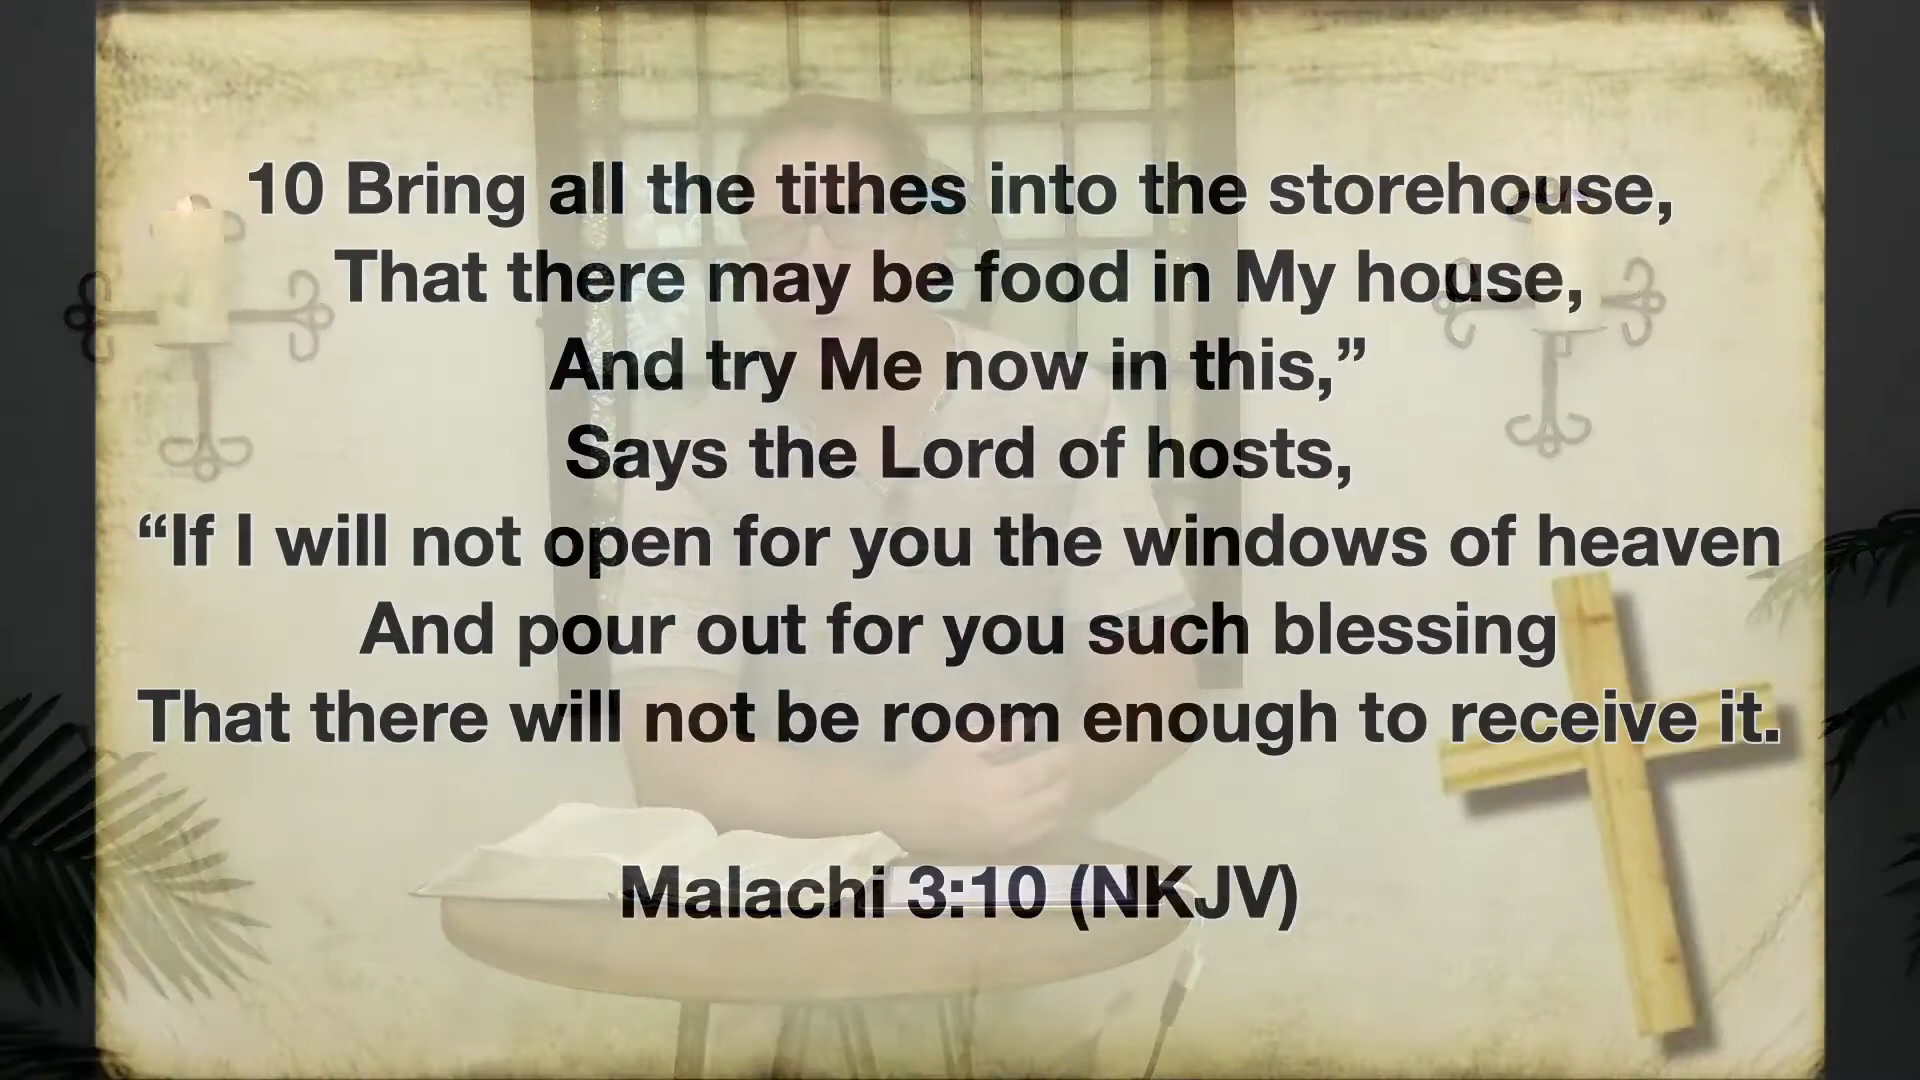 10 Bring all the tithes into the storehouse,
That there may be food in My house,
And try Me now in this,”
Says the Lord of hosts,
“If I will not open for you the windows of heaven
And pour out for you such blessing
That there will not be room enough to receive it.
Malachi 3:10 (NKJV)